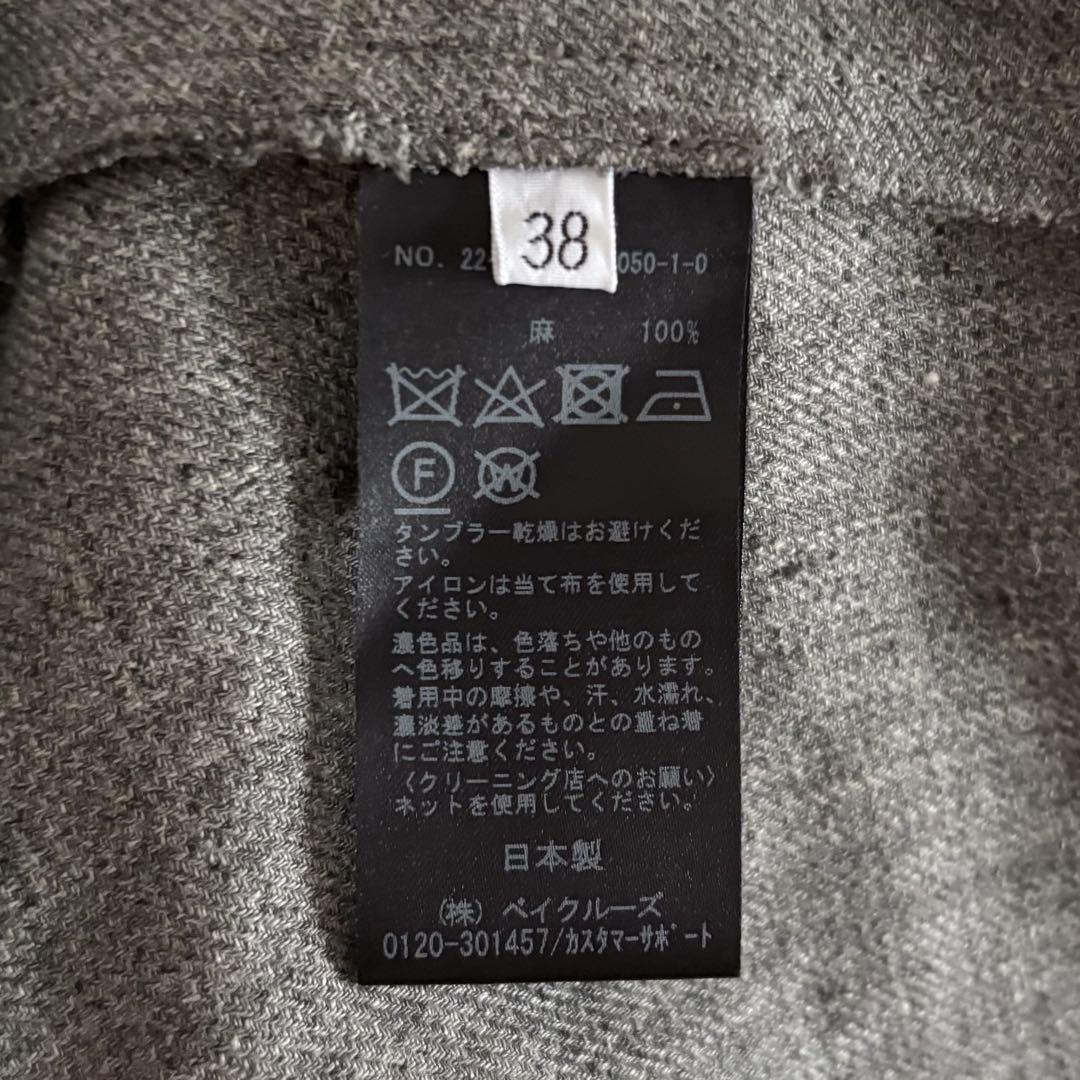 38
NO. 22 050-1-0
麻 100%
F W
タンブラー乾燥はお避けくだ
さい。
アイロンは当て布を使用して
ください。
濃色品は、色落ちや他のもの
へ色移りすることがあります。
着用中の摩擦や、汗、水濡れ、
濃淡差があるものとの重ね着
にご注意ください。
〈クリーニング店へのお願い〉
ネットを使用してください。
日本製
(株) ベイクルーズ
0120-301457/カスタマーサポート